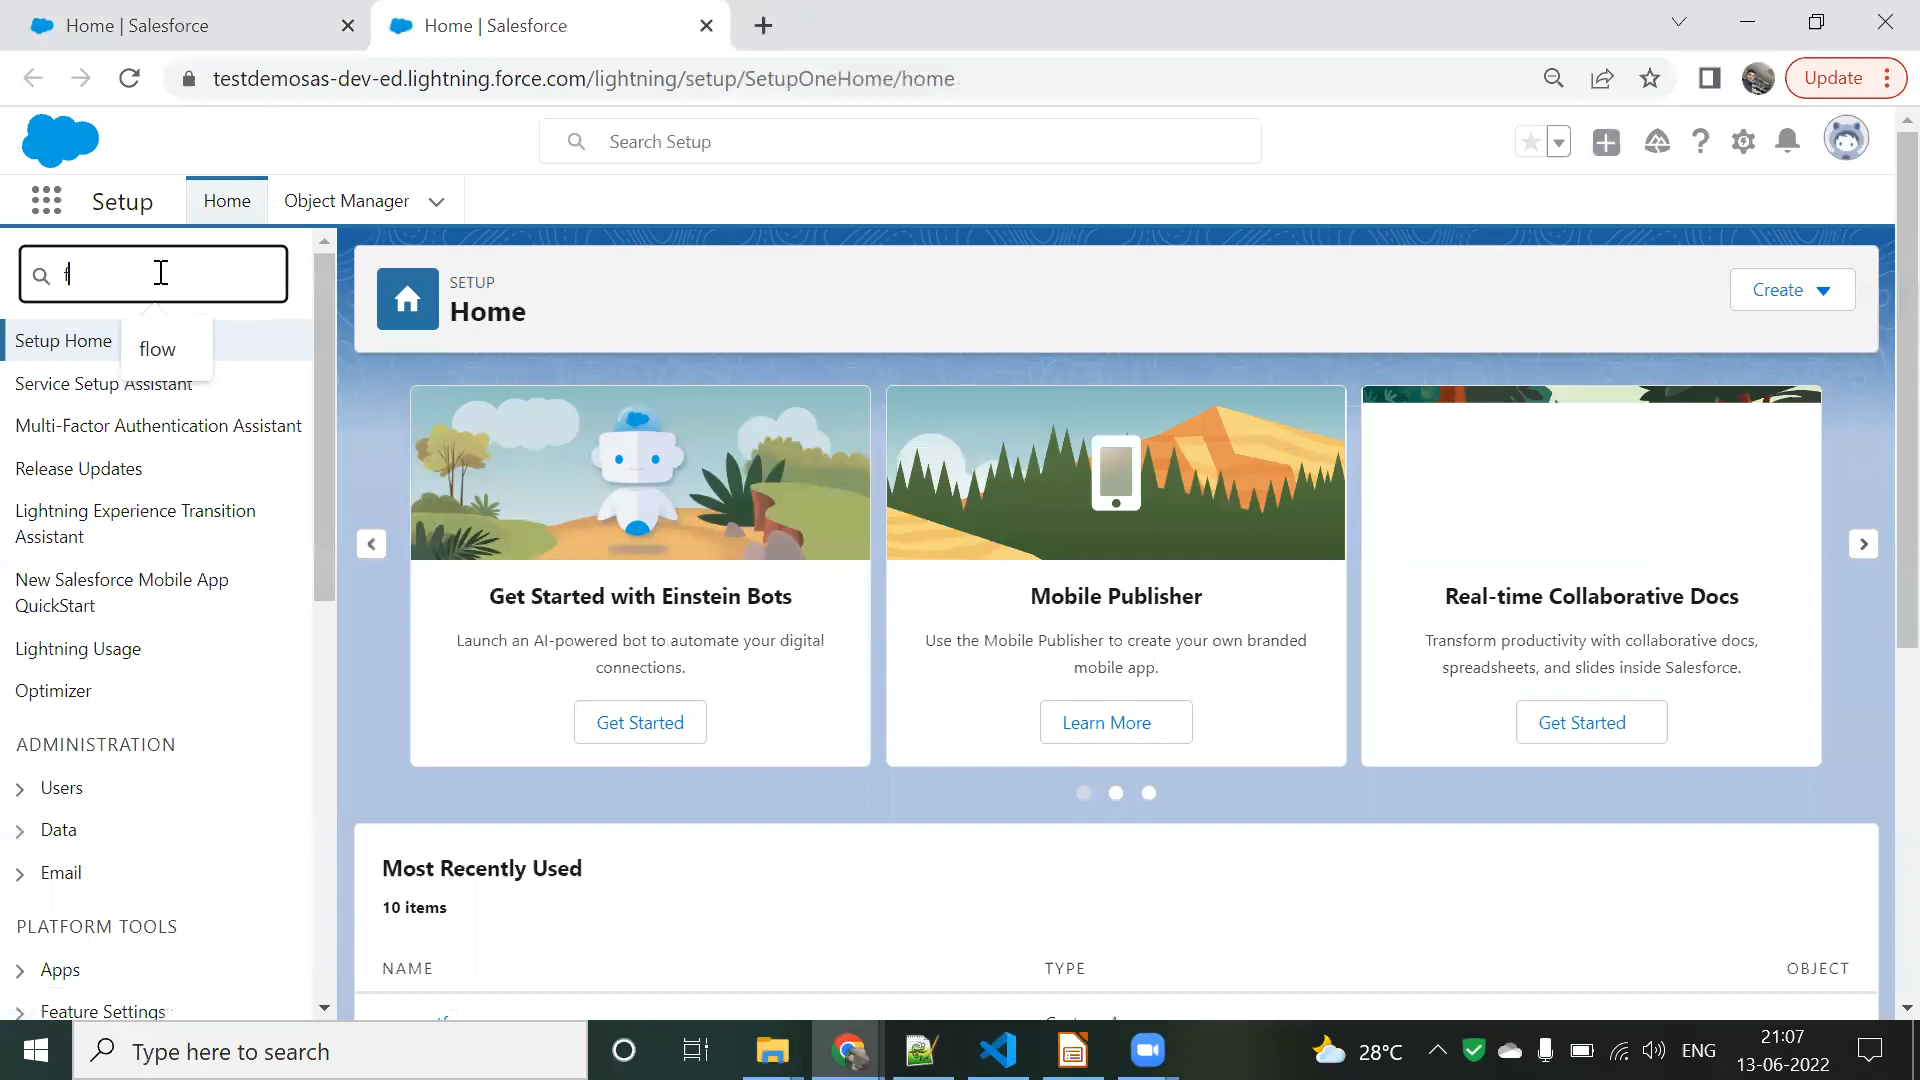 Home | Salesforce
Home | Salesforce
testdemosas-dev-ed.lightning.force.com/lightning/setup/SetupOneHome/home
Update
Search Setup
Setup
Home
Object Manager
f
flow
Setup Home
Service Setup Assistant
Multi-Factor Authentication Assistant
Release Updates
Lightning Experience Transition
Assistant
New Salesforce Mobile App
QuickStart
Lightning Usage
Optimizer
ADMINISTRATION
Users
Data
Email
PLATFORM TOOLS
Apps
Feature Settings
SETUP
Home
Create
Get Started with Einstein Bots
Launch an AI-powered bot to automate your digital
connections.
Get Started
Mobile Publisher
Use the Mobile Publisher to create your own branded
mobile app.
Learn More
Real-time Collaborative Docs
Transform productivity with collaborative docs,
spreadsheets, and slides inside Salesforce.
Get Started
Most Recently Used
10 items
NAME
TYPE
OBJECT
Type here to search
28°C
ENG
21:07
13-06-2022